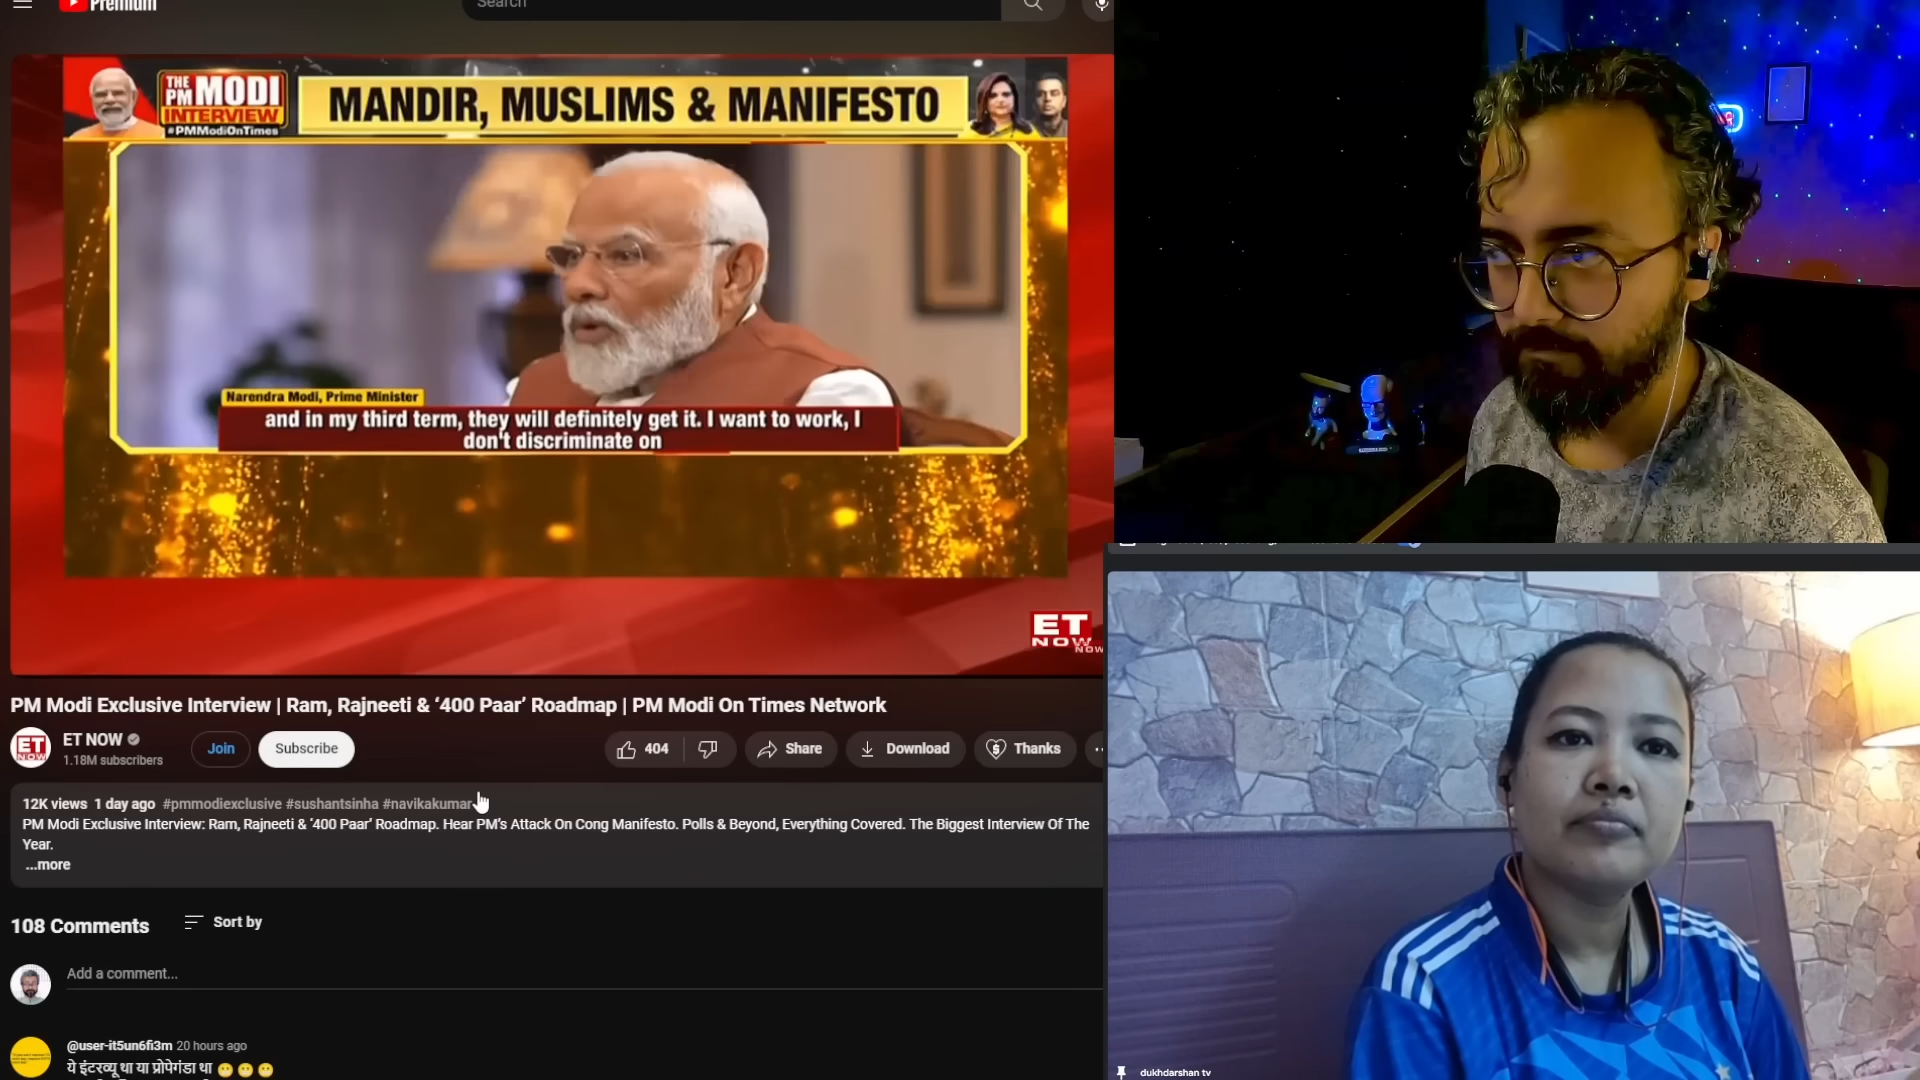 Premium
Search
THE PM MODI INTERVIEW
#PMModiOnTimes
MANDIR, MUSLIMS & MANIFESTO
Narendra Modi, Prime Minister
and in my third term, they will definitely get it. I want to work, I
don't discriminate on
ET
NOW
NOW
PM Modi Exclusive Interview | Ram, Rajneeti & ‘400 Paar’ Roadmap | PM Modi On Times Network
ET NOW
ET NOW
1.18M subscribers
Join
Subscribe
404
Share
Download
Thanks
12K views 1 day ago #pmmodiexclusive #sushantsinha #navikakumar
PM Modi Exclusive Interview: Ram, Rajneeti & ‘400 Paar’ Roadmap. Hear PM’s Attack On Cong Manifesto. Polls & Beyond, Everything Covered. The Biggest Interview Of The
Year.
...more
108 Comments
Sort by
Add a comment...
@user-it5un6fi3m 20 hours ago
ये इंटरव्यू था या प्रोपेगंडा था 😁 😁 😁
dukhdarshan tv